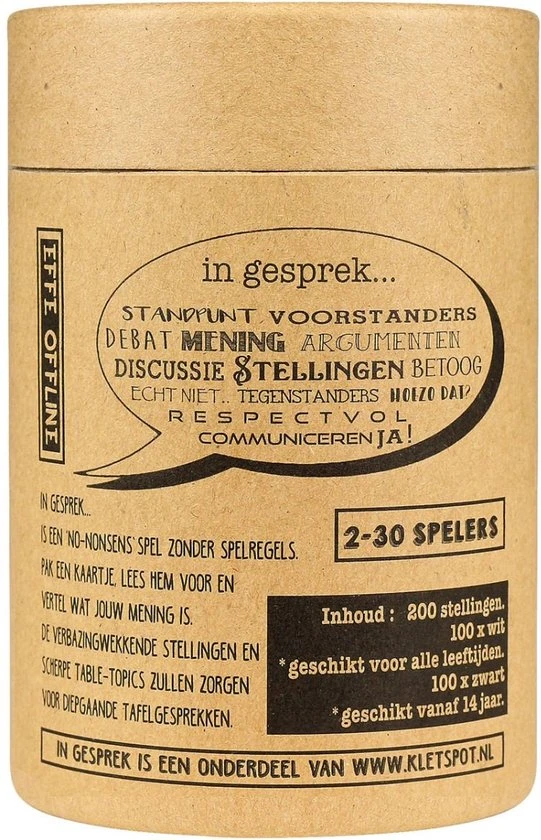 EFFE OFFLINE
in gesprek...
STANDPUNT VOORSTANDERS
DEBAT MENING ARGUMENTEN
DISCUSSIE STELLINGEN BETOOG
ECHT NIET.. TEGENSTANDERS HOEZO DAT?
RESPECTVOL
COMMUNICEREN JA!
IN GESPREK...
IS EEN 'NO-NONSENS' SPEL ZONDER SPELREGELS.
PAK EEN KAARTJE, LEES HEM VOOR EN
VERTEL WAT JOUW MENING IS.
DE VERBAZINGWEKKENDE STELLINGEN EN
SCHERPE TABLE-TOPICS ZULLEN ZORGEN
VOOR DIEPGAANDE TAFELGESPREKKEN.
2-30 SPELERS
Inhoud : 200 stellingen.
100 x wit
*geschikt voor alle leeftijden.
100 x zwart
*geschikt vanaf 14 jaar.
IN GESPREK IS EEN ONDERDEEL VAN WWW.KLETSPOT.NL